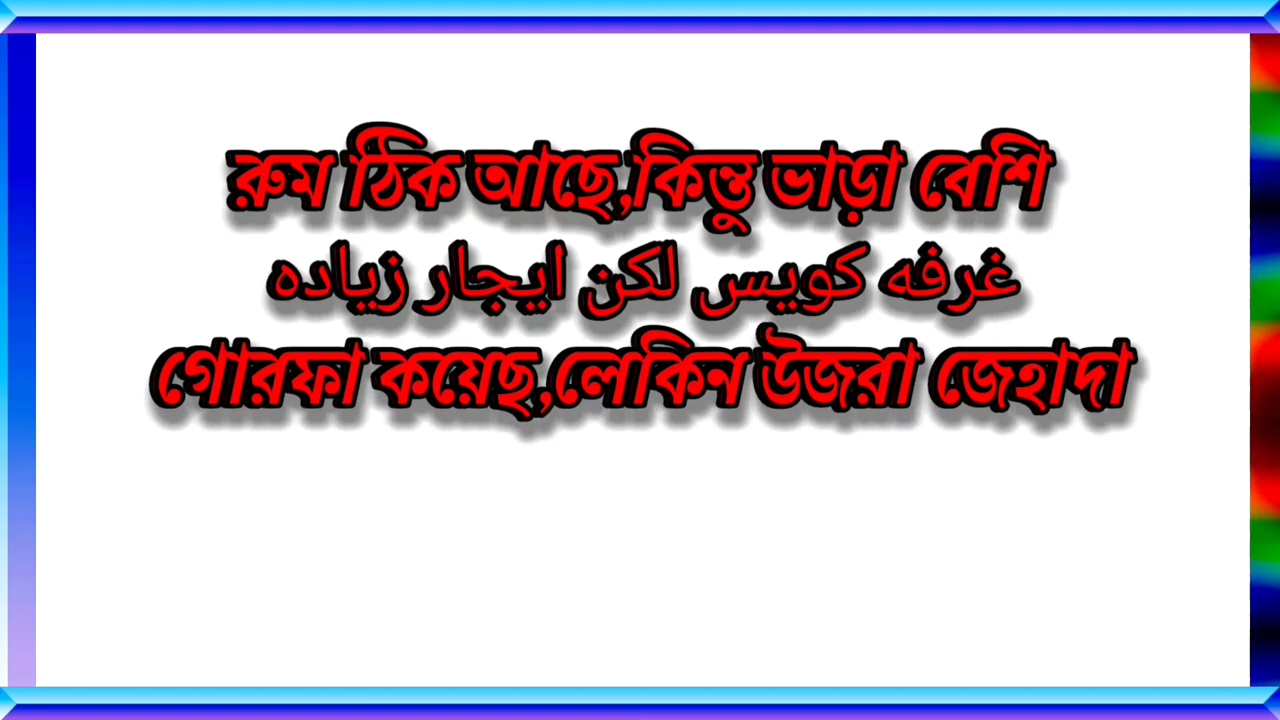 রুম ঠিক আছে,কিন্তু ভাড়া বেশি
غرفه كويس لكن ايجار زياده
গোরফা কয়েছ,লেকিন উজরা জেহাদা